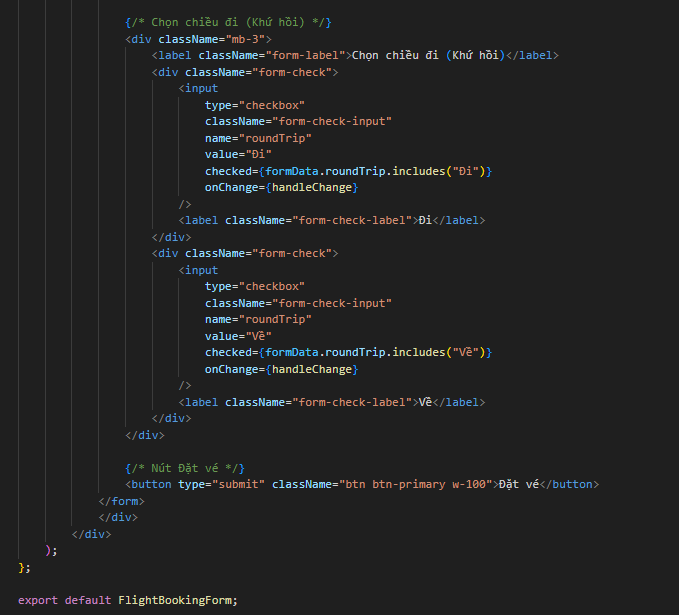 {/* Chọn chiều đi (Khứ hồi) */}
<div className="mb-3">
<label className="form-label">Chọn chiều đi (Khứ hồi)</label>
<div className="form-check">
<input
type="checkbox"
className="form-check-input"
name="roundTrip"
value="Đi"
checked={formData.roundTrip.includes("Đi")}
onChange={handleChange}
/>
<label className="form-check-label">Đi</label>
</div>
<div className="form-check">
<input
type="checkbox"
className="form-check-input"
name="roundTrip"
value="Về"
checked={formData.roundTrip.includes("Về")}
onChange={handleChange}
/>
<label className="form-check-label">Về</label>
</div>
</div>
{/* Nút Đặt vé */}
<button type="submit" className="btn btn-primary w-100">Đặt vé</button>
</form>
</div>
</div>
);
};
export default FlightBookingForm;